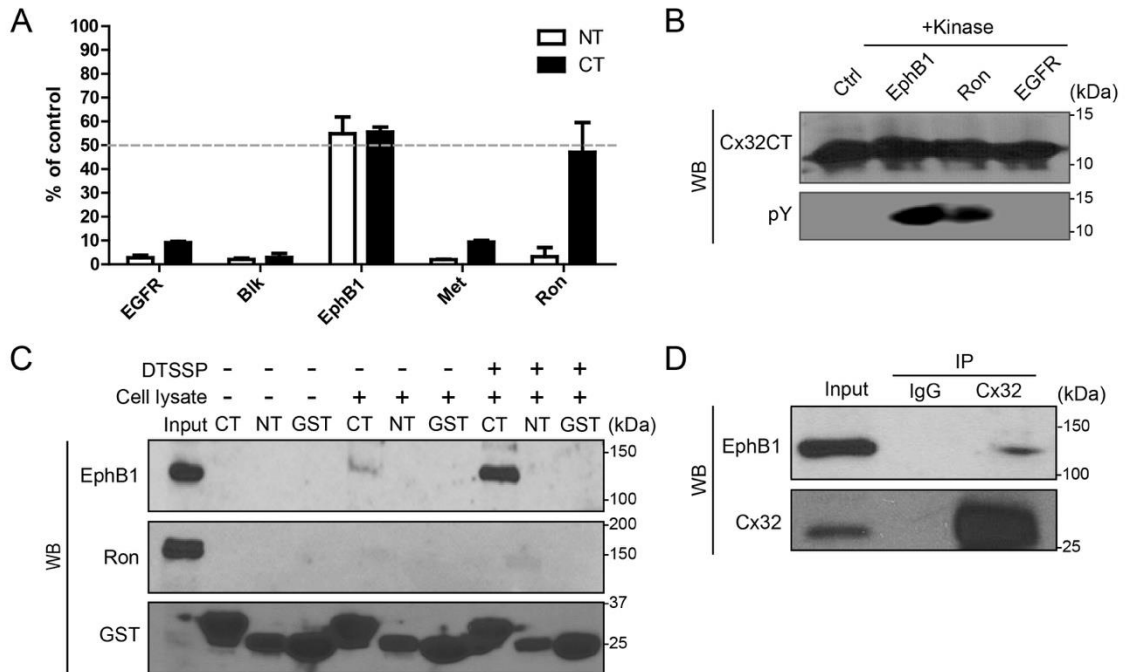 A
% of control
100
90
80
70
60
50
40
30
20
10
0
NT
CT
EGFR
Blk
EphB1
Met
Ron
B
+Kinase
Ctrl EphB1 Ron EGFR (kDa)
WB
Cx32CT
15
10
pY
15
10
C
DTSSP - - - - - - + + +
Cell lysate - - - + + + + + +
Input CT NT GST CT NT GST CT NT GST (kDa)
WB
EphB1
150
100
Ron
200
150
GST
37
25
D
IP
Input IgG Cx32 (kDa)
WB
EphB1
150
100
Cx32
25